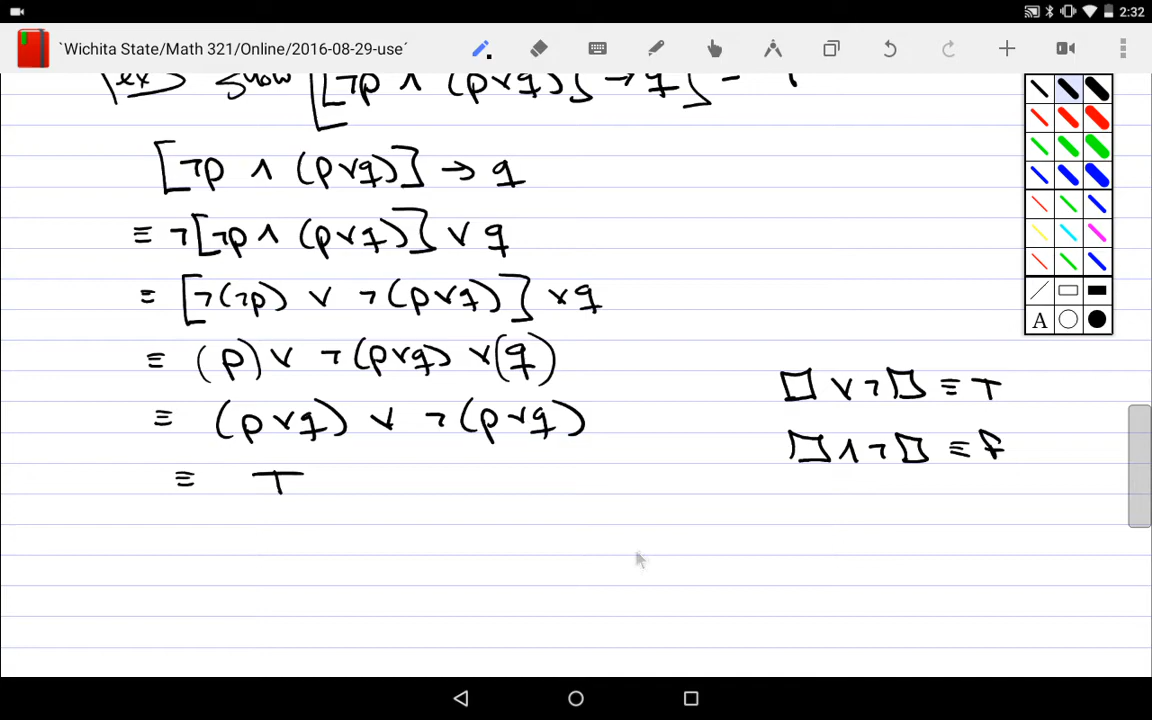 2:32
`Wichita State/Math 321/Online/2016-08-29-use´
ex show [[¬p ∧ (p∨q)] → q] ≡ T
[¬p ∧ (p∨q)] → q
≡ ¬[¬p ∧ (p∨q)] ∨ q
≡ [¬(¬p) ∨ ¬(p∨q)] ∨ q
≡ (p) ∨ ¬(p∨q) ∨ (q)
□ ∨ ¬□ ≡ T
≡ (p∨q) ∨ ¬(p∨q)
□ ∧ ¬□ ≡ F
≡ T
A